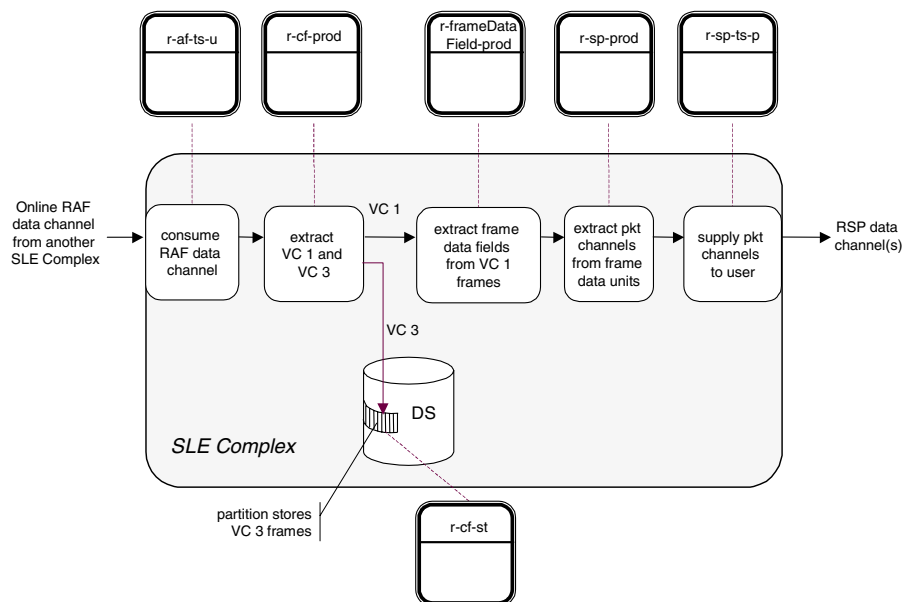 r-af-ts-u
r-cf-prod
r-frameData
Field-prod
r-sp-prod
r-sp-ts-p
Online RAF
data channel
from another
SLE Complex
consume
RAF data
channel
extract
VC 1 and
VC 3
VC 1
extract frame
data fields
from VC 1
frames
extract pkt
channels
from frame
data units
supply pkt
channels
to user
RSP data
channel(s)
VC 3
DS
SLE Complex
partition stores
VC 3 frames
r-cf-st